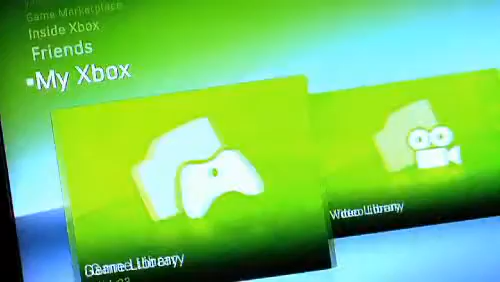 Game Marketplace
Inside Xbox
Friends
My Xbox
Game Library
Video Library